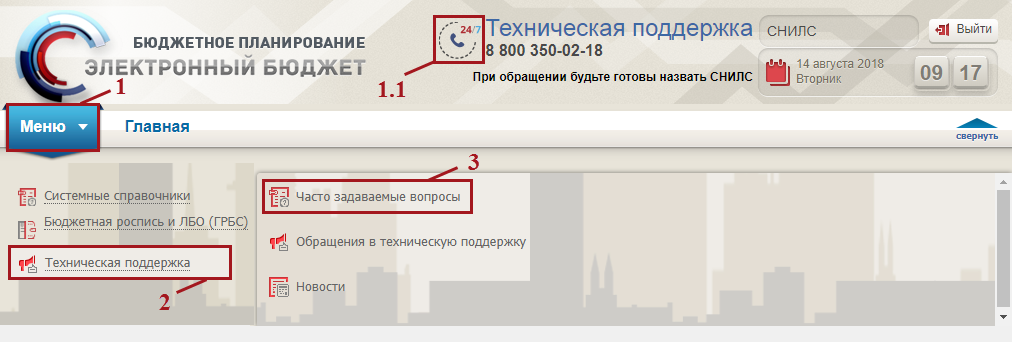 БЮДЖЕТНОЕ ПЛАНИРОВАНИЕ
ЭЛЕКТРОННЫЙ БЮДЖЕТ
24/7
Техническая поддержка
8 800 350-02-18
При обращении будьте готовы назвать СНИЛС
СНИЛС
Выйти
14 августа 2018
Вторник
09 17
1
1.1
Меню
Главная
свернуть
3
Системные справочники
Бюджетная роспись и ЛБО (ГРБС)
Техническая поддержка
2
Часто задаваемые вопросы
Обращения в техническую поддержку
Новости